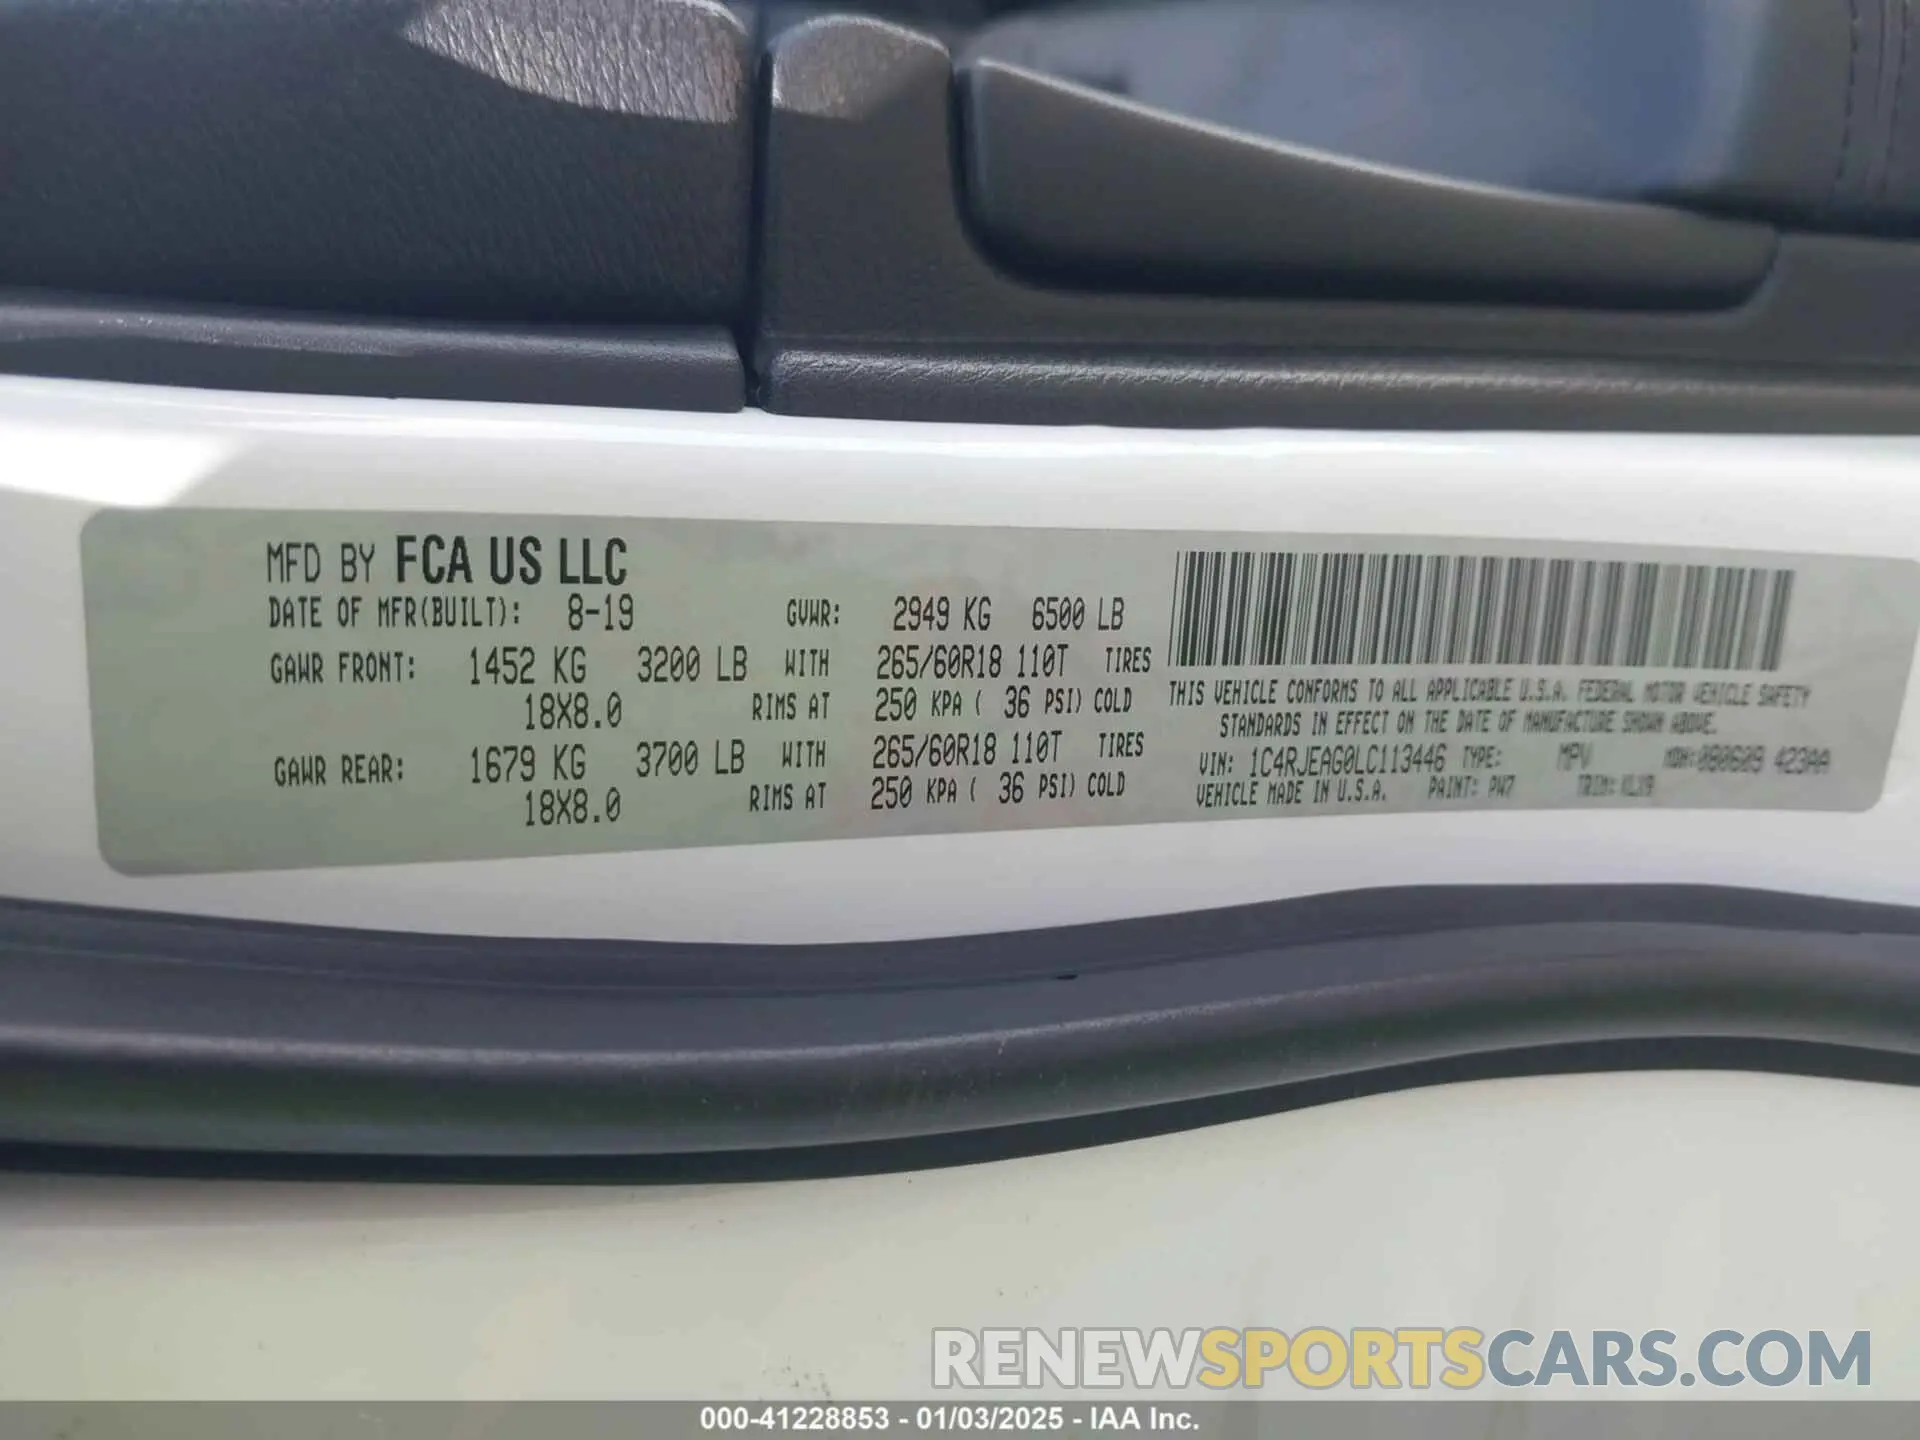 MFD BY FCA US LLC
DATE OF MFR(BUILT): 8-19 GVWR: 2949 KG 6500 LB
GAWR FRONT: 1452 KG 3200 LB WITH 265/60R18 110T TIRES
18X8.0 RIMS AT 250 KPA ( 36 PSI) COLD
GAWR REAR: 1679 KG 3700 LB WITH 265/60R18 110T TIRES
18X8.0 RIMS AT 250 KPA ( 36 PSI) COLD
THIS VEHICLE CONFORMS TO ALL APPLICABLE U.S.A. FEDERAL MOTOR VEHICLE SAFETY
STANDARDS IN EFFECT ON THE DATE OF MANUFACTURE SHOWN ABOVE.
VIN: 1C4RJEAG0LC113446 TYPE: MPV MDH: 080609 423AA
VEHICLE MADE IN U.S.A. PAINT: PW7 TRIM:
RENEWSPORTSCARS.COM
000-41228853 - 01/03/2025 - IAA Inc.